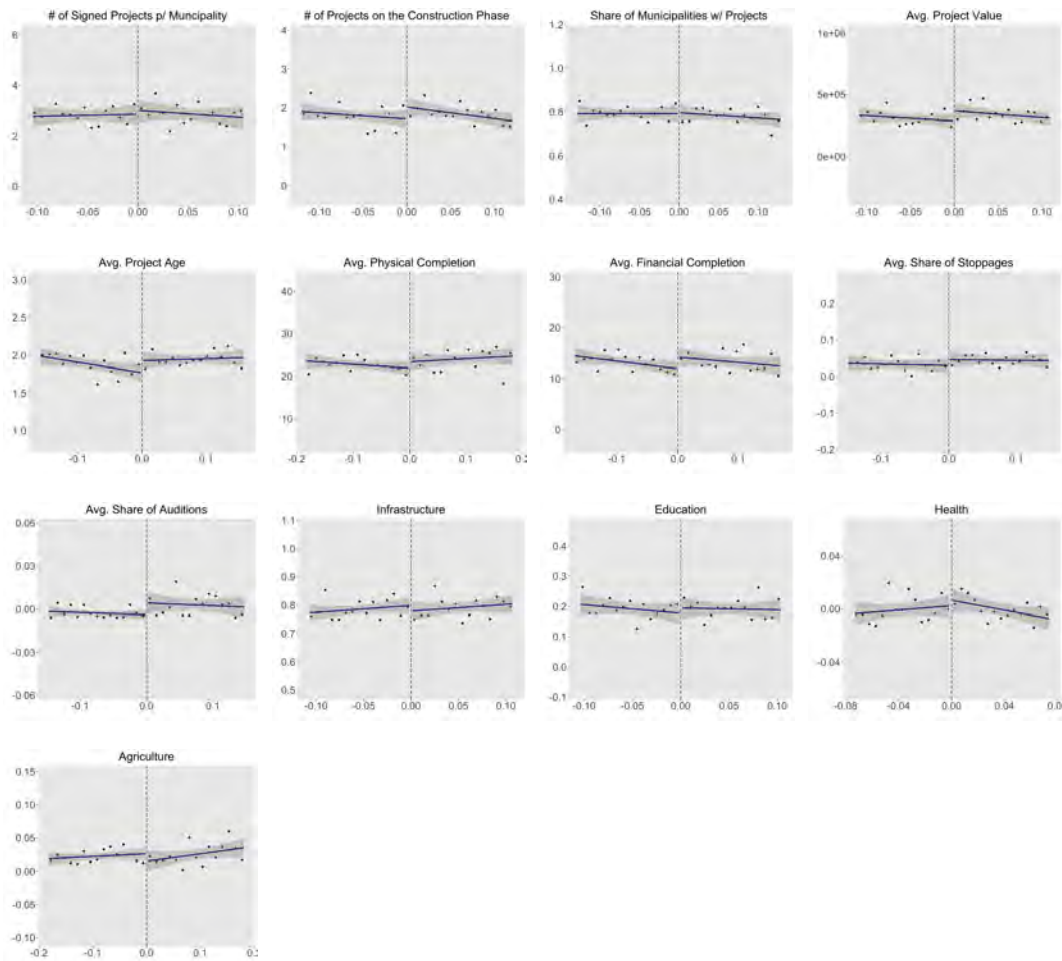 # of Signed Projects p/ Muncipality
6
4
2
0
-0.10 -0.05 0.00 0.05 0.10
# of Projects on the Construction Phase
4
3
2
1
0
-0.10 -0.05 0.00 0.05 0.10
Share of Municipalities w/ Projects
1.2
1.0
0.8
0.6
0.4
-0.10 -0.05 0.00 0.05 0.10
Avg. Project Value
1e+06
5e+05
0e+00
-0.10 -0.05 0.00 0.05 0.10
Avg. Project Age
3.0
2.5
2.0
1.5
1.0
-0.1 0.0 0.1
Avg. Physical Completion
40
30
20
10
-0.2 -0.1 0.0 0.1
Avg. Financial Completion
30
20
10
0
-0.1 0.0 0.1
Avg. Share of Stoppages
0.2
0.1
0.0
-0.1
-0.2
-0.1 0.0 0.1
Avg. Share of Auditions
0.05
0.03
0.00
-0.03
-0.06
-0.1 0.0 0.1
Infrastructure
1.1
1.0
0.9
0.8
0.7
0.6
0.5
-0.10 -0.05 0.00 0.05 0.10
Education
0.4
0.3
0.2
0.1
0.0
-0.1
-0.10 -0.05 0.00 0.05 0.10
Health
0.04
0.00
-0.04
-0.08 -0.04 0.00 0.04
Agriculture
0.15
0.10
0.05
0.00
-0.05
-0.10
-0.2 -0.1 0.0 0.1